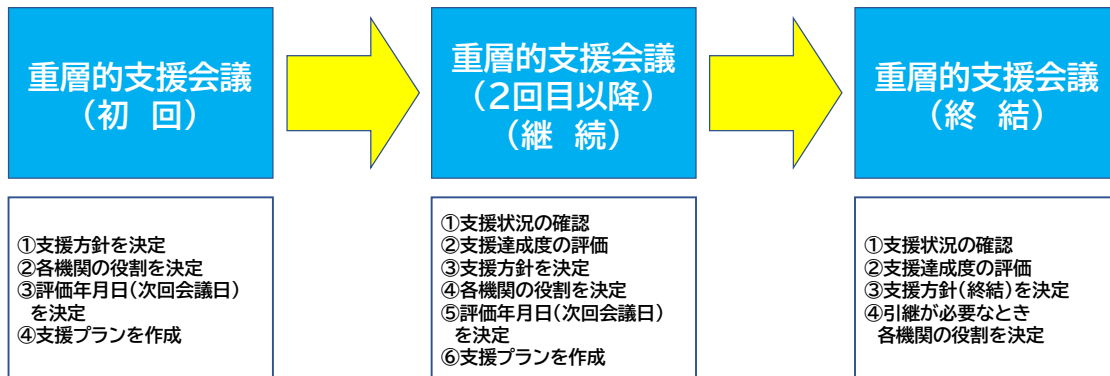 重層的支援会議
(初 回)
①支援方針を決定
②各機関の役割を決定
③評価年月日(次回会議日)
を決定
④支援プランを作成
重層的支援会議
(2回目以降)
(継 続)
①支援状況の確認
②支援達成度の評価
③支援方針を決定
④各機関の役割を決定
⑤評価年月日(次回会議日)
を決定
⑥支援プランを作成
重層的支援会議
(終 結)
①支援状況の確認
②支援達成度の評価
③支援方針(終結)を決定
④引継が必要なとき
各機関の役割を決定